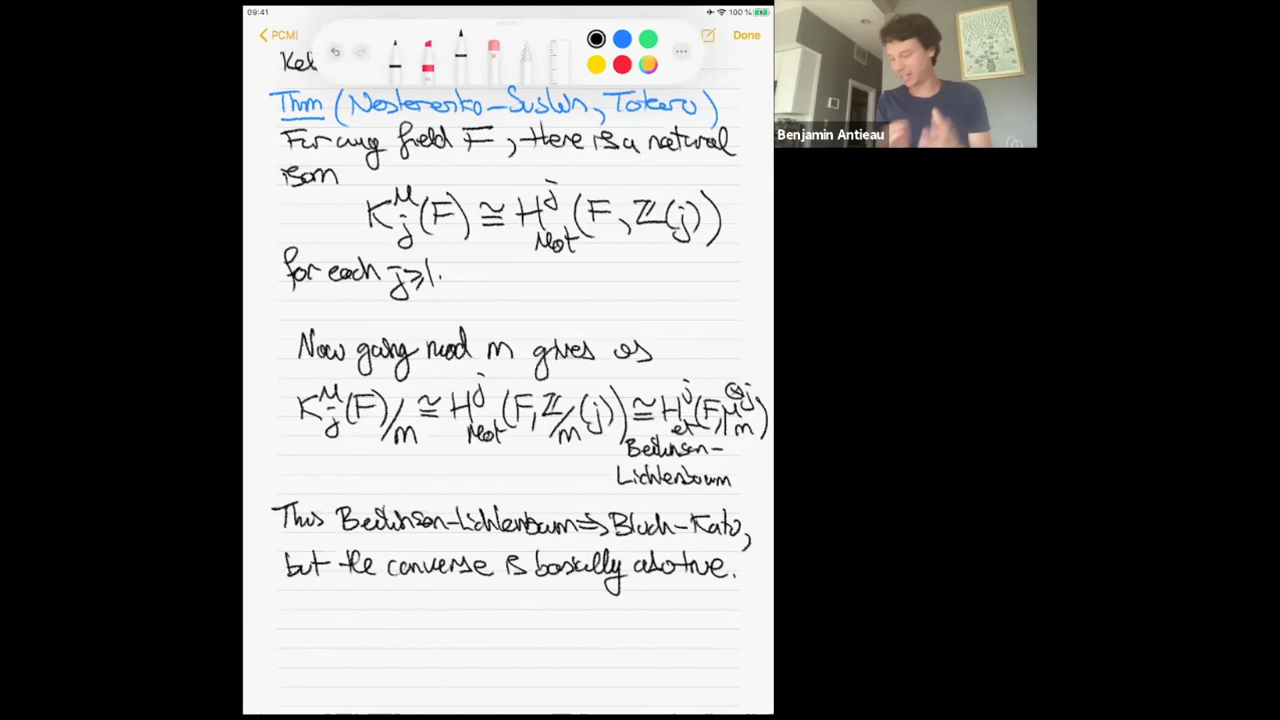 09:41
100 %
PCMI
Done
Thm (Nesterenko-Suslin, Totaro)
For any field F, there is a natural
isom
K^M_j(F) ≅ H^j_Mot(F, ℤ(j))
for each j≥1.
Now going mod m gives us
K^M_j(F)/m ≅ H^j_Mot(F, ℤ/m(j)) ≅ H^j_et(F, μ_m^{⊗j})
Beilinson-
Lichtenbaum
Thus Beilinson-Lichtenbaum ⇒ Bloch-Kato,
but the converse is basically also true.
Benjamin Antieau